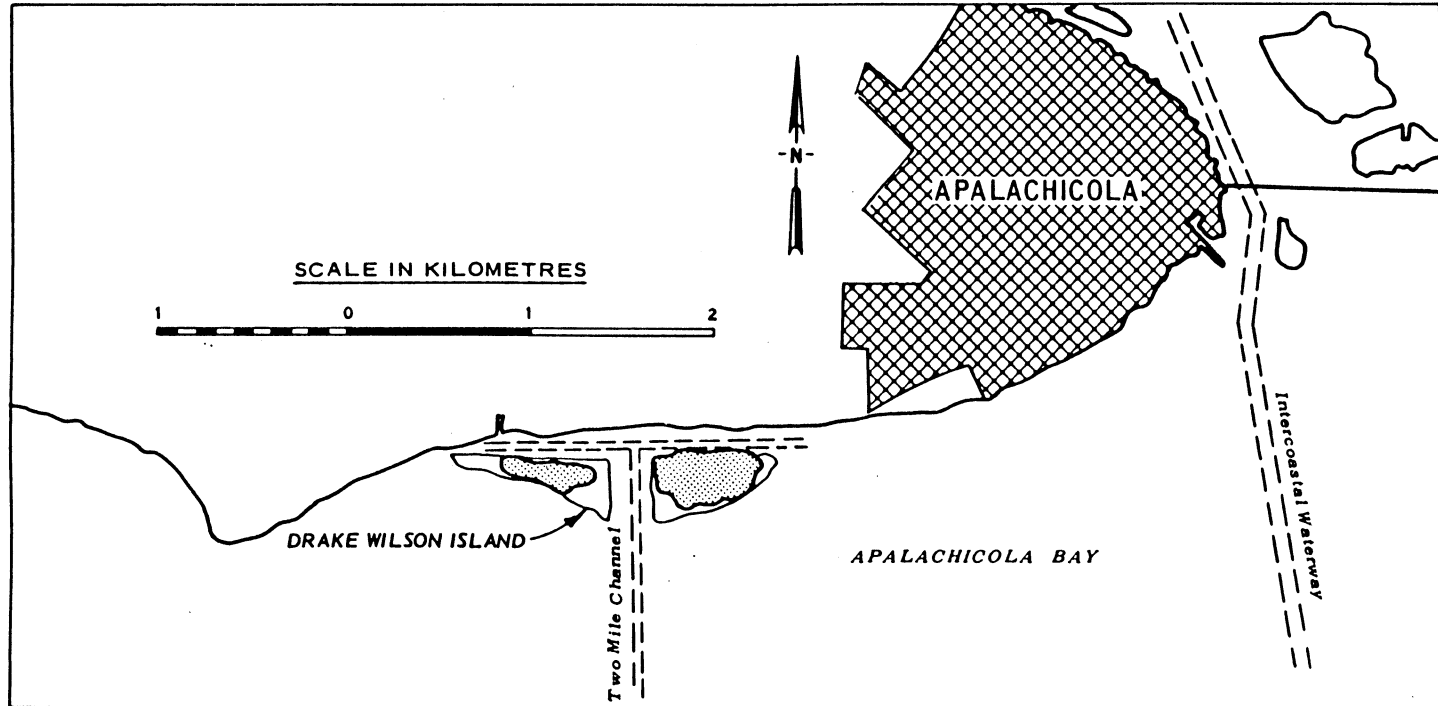 -N-
APALACHICOLA
SCALE IN KILOMETRES
1 0 1 2
Intercoastal Waterway
DRAKE WILSON ISLAND
Two Mile Channel
APALACHICOLA BAY